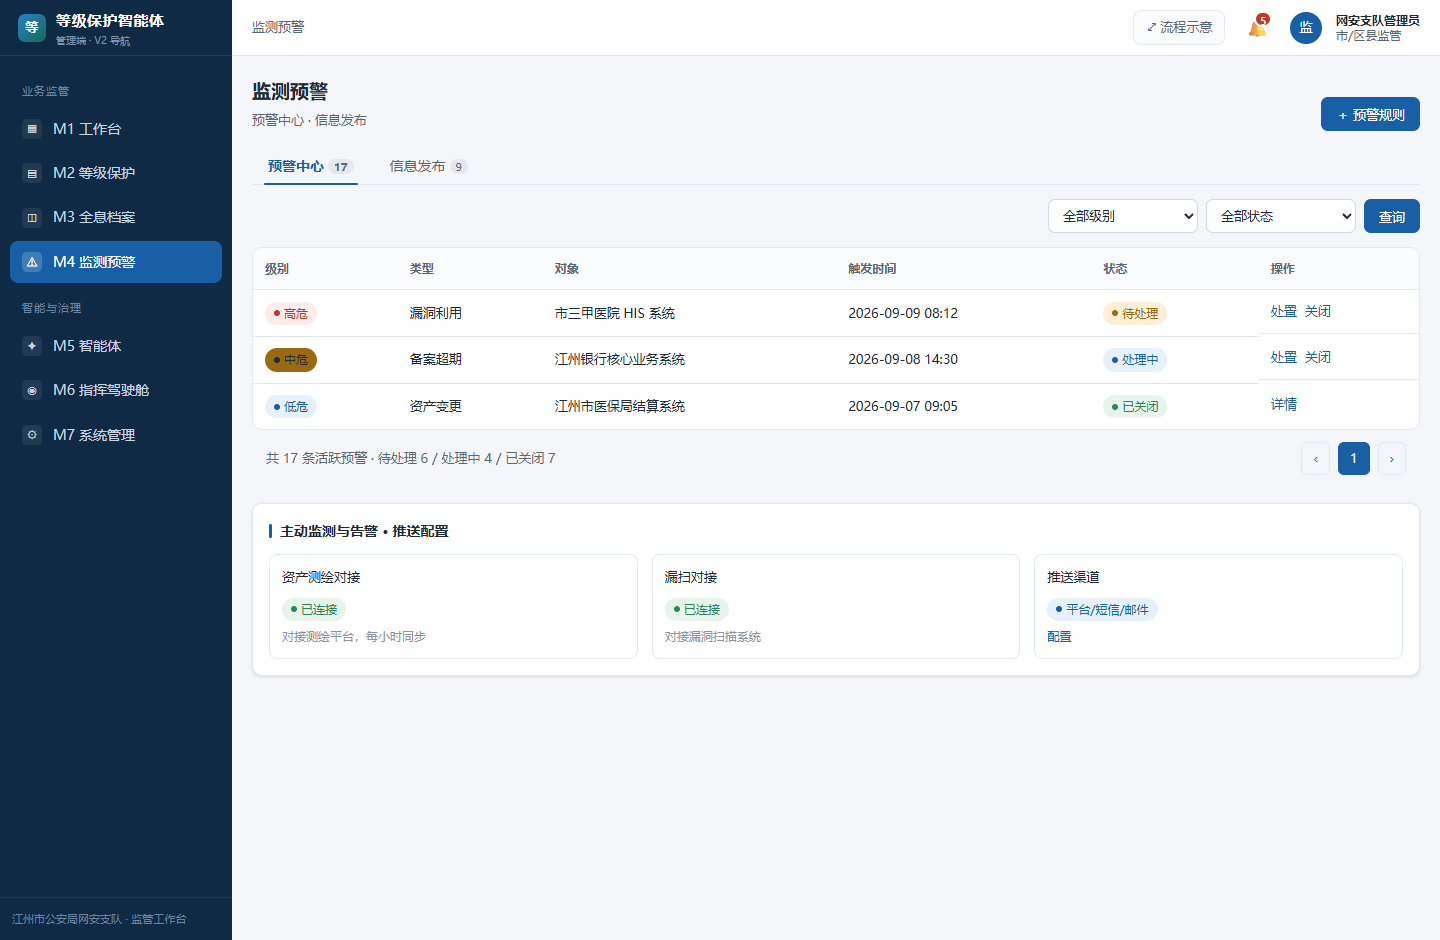 等
等级保护智能体
管理端 · V2 导航
业务监管
M1 工作台
M2 等级保护
M3 全息档案
M4 监测预警
智能与治理
M5 智能体
M6 指挥驾驶舱
M7 系统管理
江州市公安局网安支队 · 监管工作台
监测预警
⤢ 流程示意
5
监
网安支队管理员
市/区县监管
监测预警
预警中心 · 信息发布
+ 预警规则
预警中心 17
信息发布 9
全部级别
全部状态
查询
级别 类型 对象 触发时间 状态 操作
高危 漏洞利用 市三甲医院 HIS 系统 2026-09-09 08:12 待处理 处置 关闭
中危 备案超期 江州银行核心业务系统 2026-09-08 14:30 处理中 处置 关闭
低危 资产变更 江州市医保局结算系统 2026-09-07 09:05 已关闭 详情
共 17 条活跃预警 · 待处理 6 / 处理中 4 / 已关闭 7
‹ 1 ›
主动监测与告警 • 推送配置
资产测绘对接
已连接
对接测绘平台，每小时同步
漏扫对接
已连接
对接漏洞扫描系统
推送渠道
平台/短信/邮件
配置